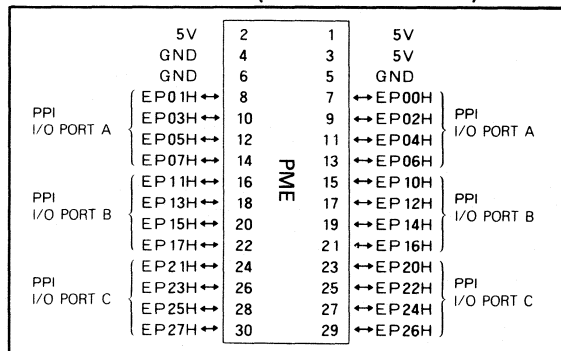 5V 2 1 5V
GND 4 3 5V
GND 6 5 GND
EP01H↔ 8 7 ↔EP00H
EP03H↔ 10 9 ↔EP02H
PPI I/O PORT A
EP05H↔ 12 11 ↔EP04H
PPI I/O PORT A
EP07H↔ 14 13 ↔EP06H
PME
EP11H↔ 16 15 ↔EP10H
EP13H↔ 18 17 ↔EP12H
PPI I/O PORT B
EP15H↔ 20 19 ↔EP14H
PPI I/O PORT B
EP17H↔ 22 21 ↔EP16H
EP21H↔ 24 23 ↔EP20H
EP23H↔ 26 25 ↔EP22H
PPI I/O PORT C
EP25H↔ 28 27 ↔EP24H
PPI I/O PORT C
EP27H↔ 30 29 ↔EP26H